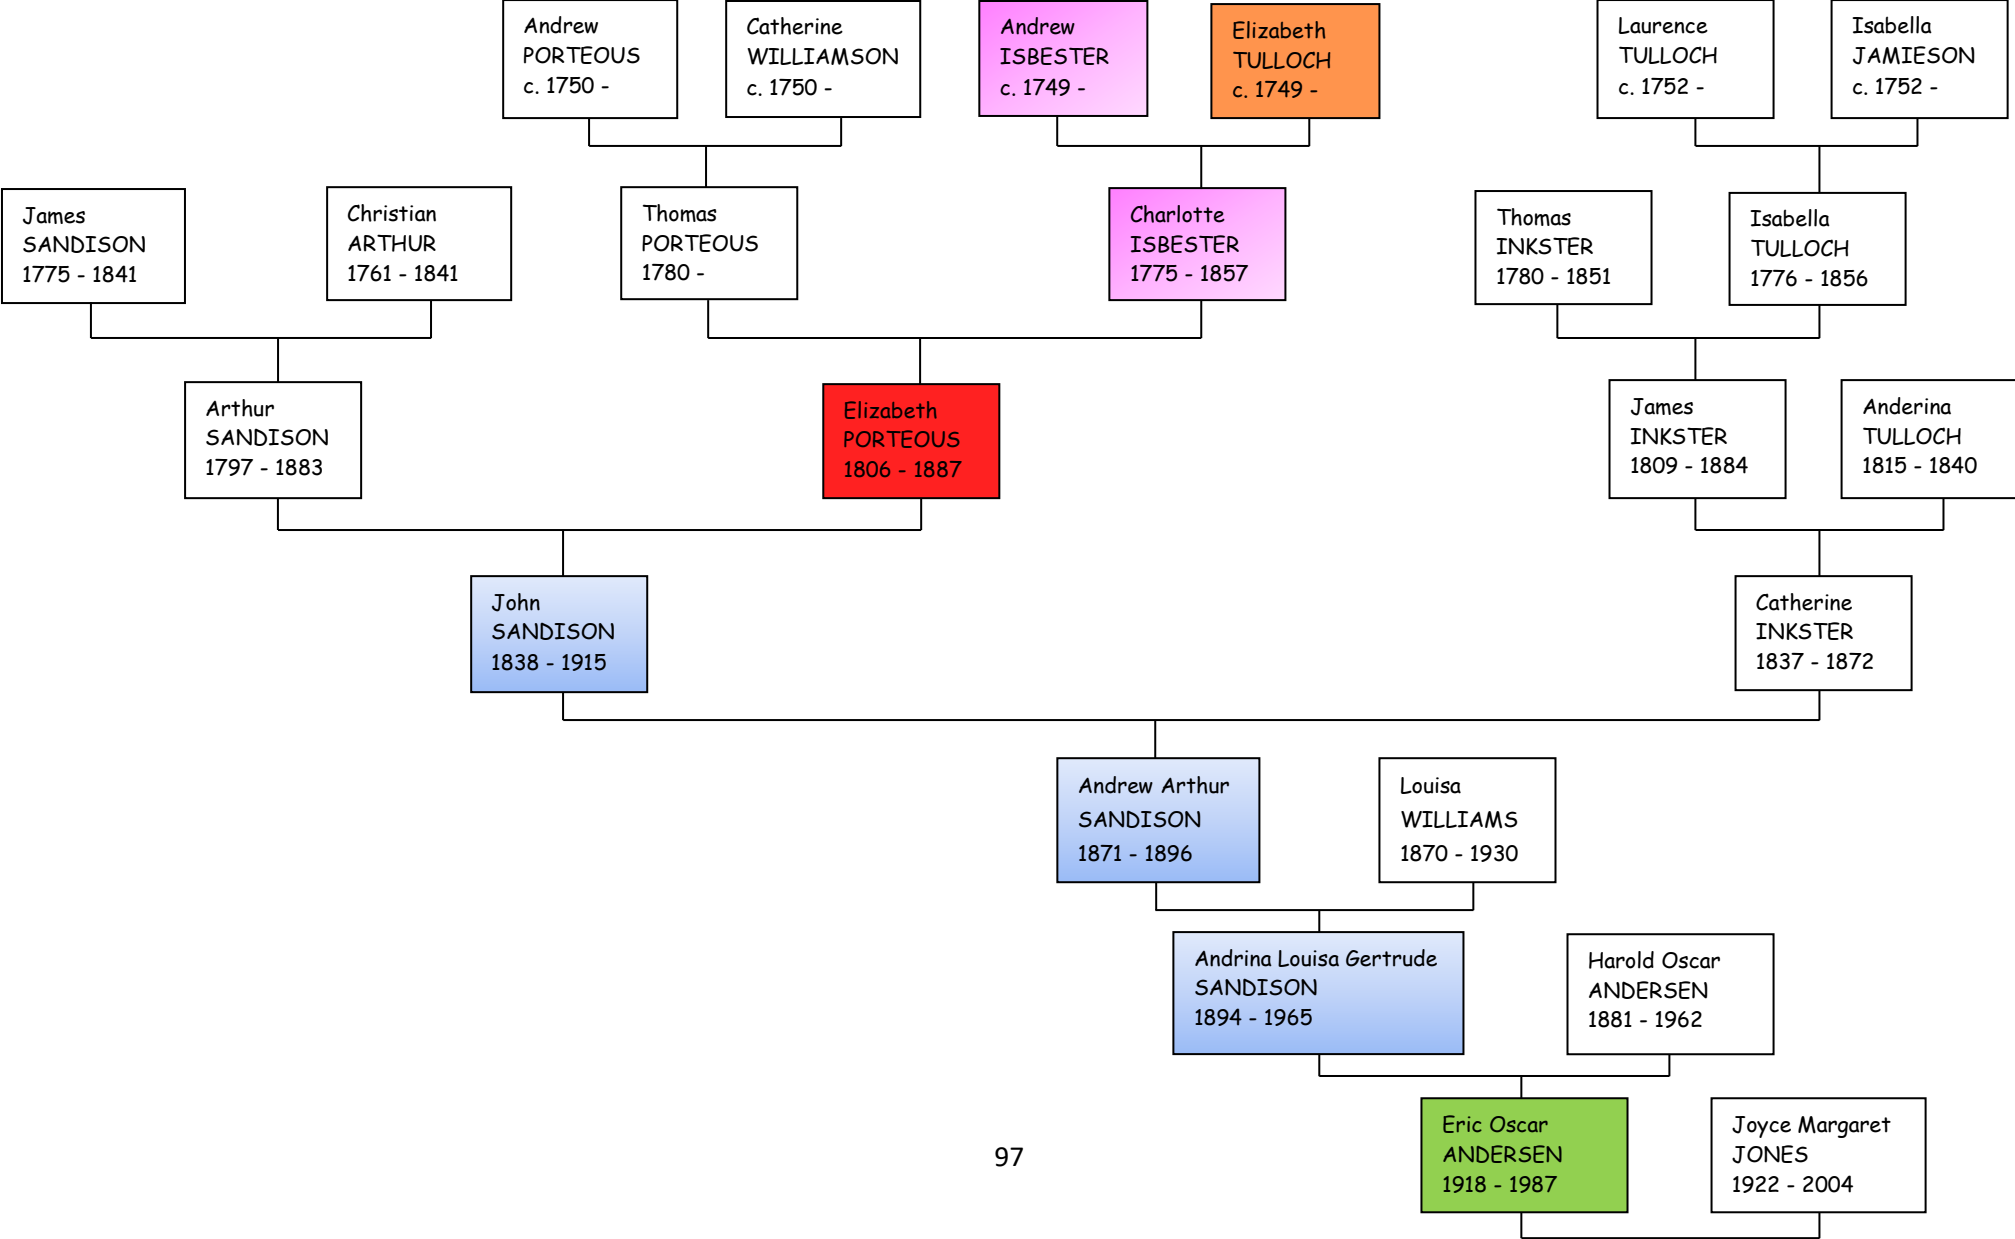 Andrew
PORTEOUS
c. 1750 -
Catherine
WILLIAMSON
c. 1750 -
Andrew
ISBESTER
c. 1749 -
Elizabeth
TULLOCH
c. 1749 -
Laurence
TULLOCH
c. 1752 -
Isabella
JAMIESON
c. 1752 -
James
SANDISON
1775 - 1841
Christian
ARTHUR
1761 - 1841
Thomas
PORTEOUS
1780 -
Charlotte
ISBESTER
1775 - 1857
Thomas
INKSTER
1780 - 1851
Isabella
TULLOCH
1776 - 1856
Arthur
SANDISON
1797 - 1883
Elizabeth
PORTEOUS
1806 - 1887
James
INKSTER
1809 - 1884
Anderina
TULLOCH
1815 - 1840
John
SANDISON
1838 - 1915
Catherine
INKSTER
1837 - 1872
Andrew Arthur
SANDISON
1871 - 1896
Louisa
WILLIAMS
1870 - 1930
Andrina Louisa Gertrude
SANDISON
1894 - 1965
Harold Oscar
ANDERSEN
1881 - 1962
Eric Oscar
ANDERSEN
1918 - 1987
Joyce Margaret
JONES
1922 - 2004
97